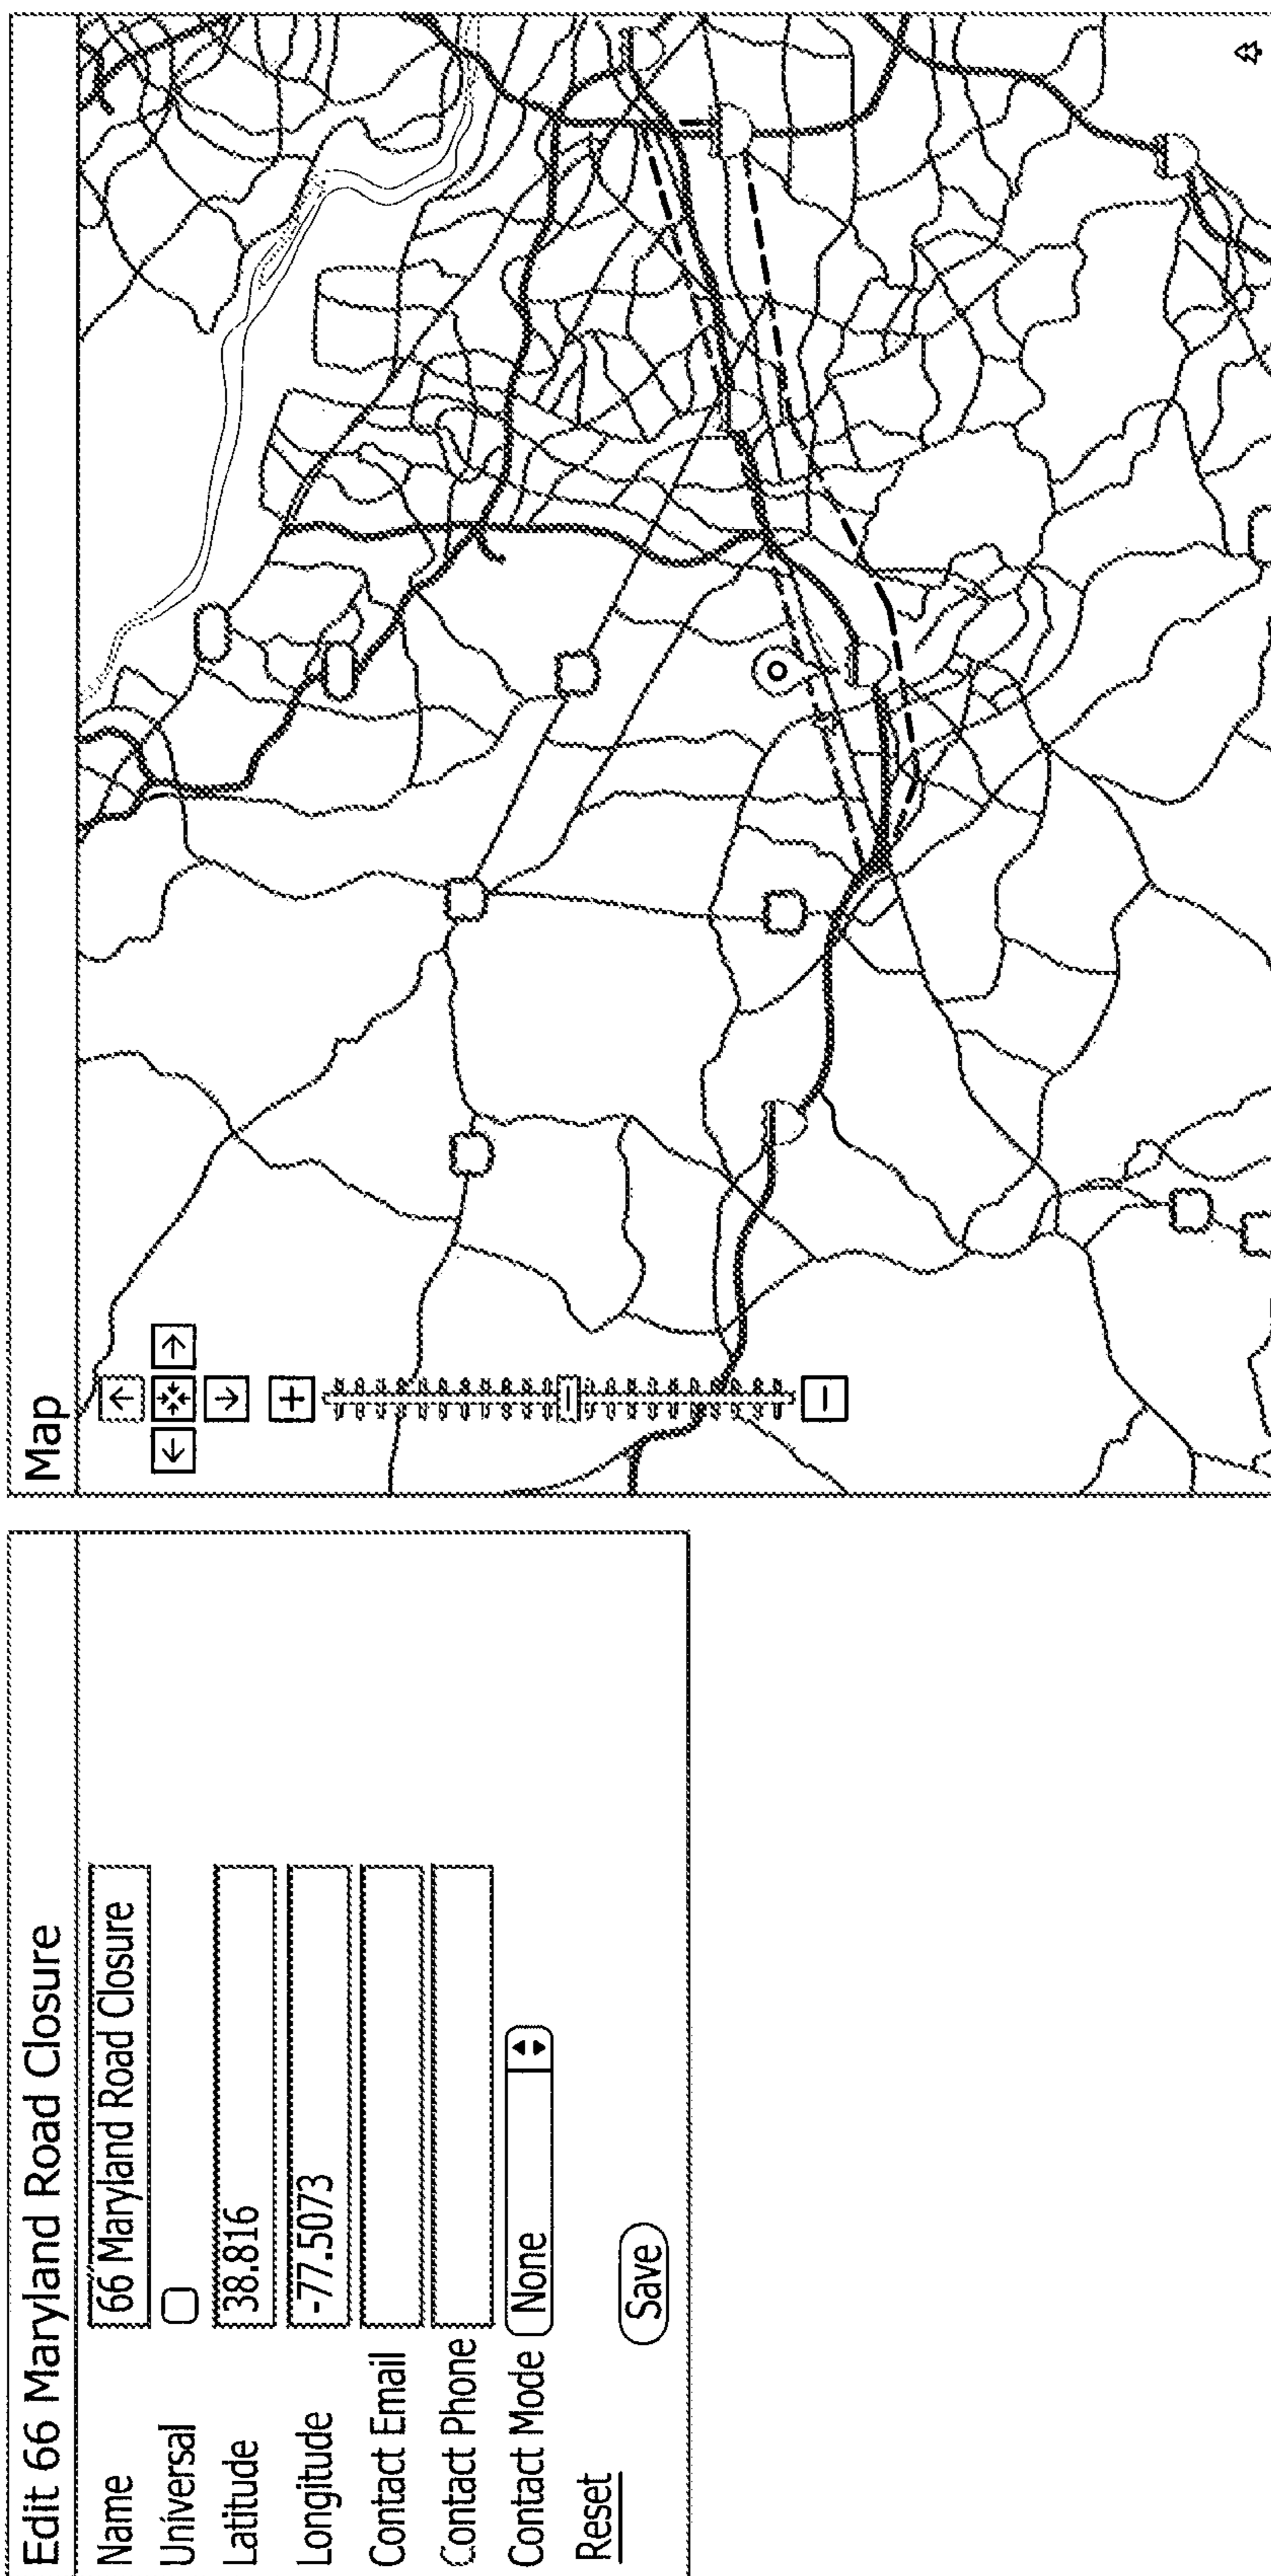 Edit 66 Maryland Road Closure
Name 66 Maryland Road Closure
Universal
Latitude 38.816
Longitude -77.5073
Contact Email
Contact Phone
Contact Mode None
Reset
Save
Map